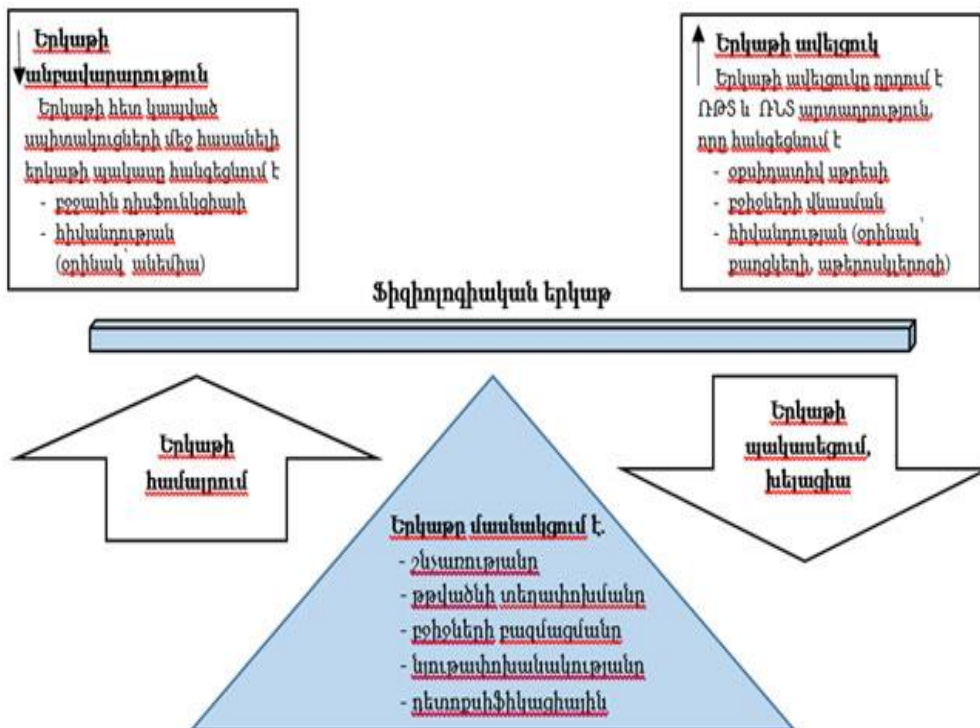 Երկաթի
անբավարարություն
Երկաթի հետ կապված
սպիտակուցների մեջ հասանելի
երկաթի պակասը հանգեցնում է
- բջջային դիսֆունկցիայի
- հիվանդության
(օրինակ՝ անեմիա)
Երկաթի ավելցուկ
Երկաթի ավելցուկը դրդում է
ՌԹՏ և ՌՆՏ արտադրություն,
որը հանգեցնում է
- օքսիդատիվ սթրեսի
- բջիջների վնասման
- հիվանդության (օրինակ՝
քաղցկեղի, աթերոսկլերոզի)
Ֆիզիոլոգիական երկաթ
Երկաթի
համալրում
Երկաթի
պակասեցում,
խելացիա
Երկաթը մասնակցում է.
- շնչառությանը
- թթվածնի տեղափոխմանը
- բջիջների բազմացմանը
- նյութափոխանակությանը
- դետոքսիֆիկացիային